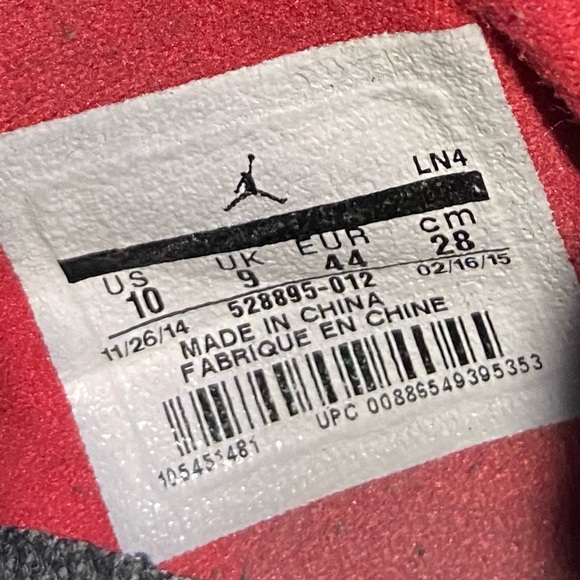 LN4
US UK EUR cm
10 9 44 28
11/26/14 528895-012 02/16/15
MADE IN CHINA
FABRIQUE EN CHINE
UPC 00886549395353
105451481